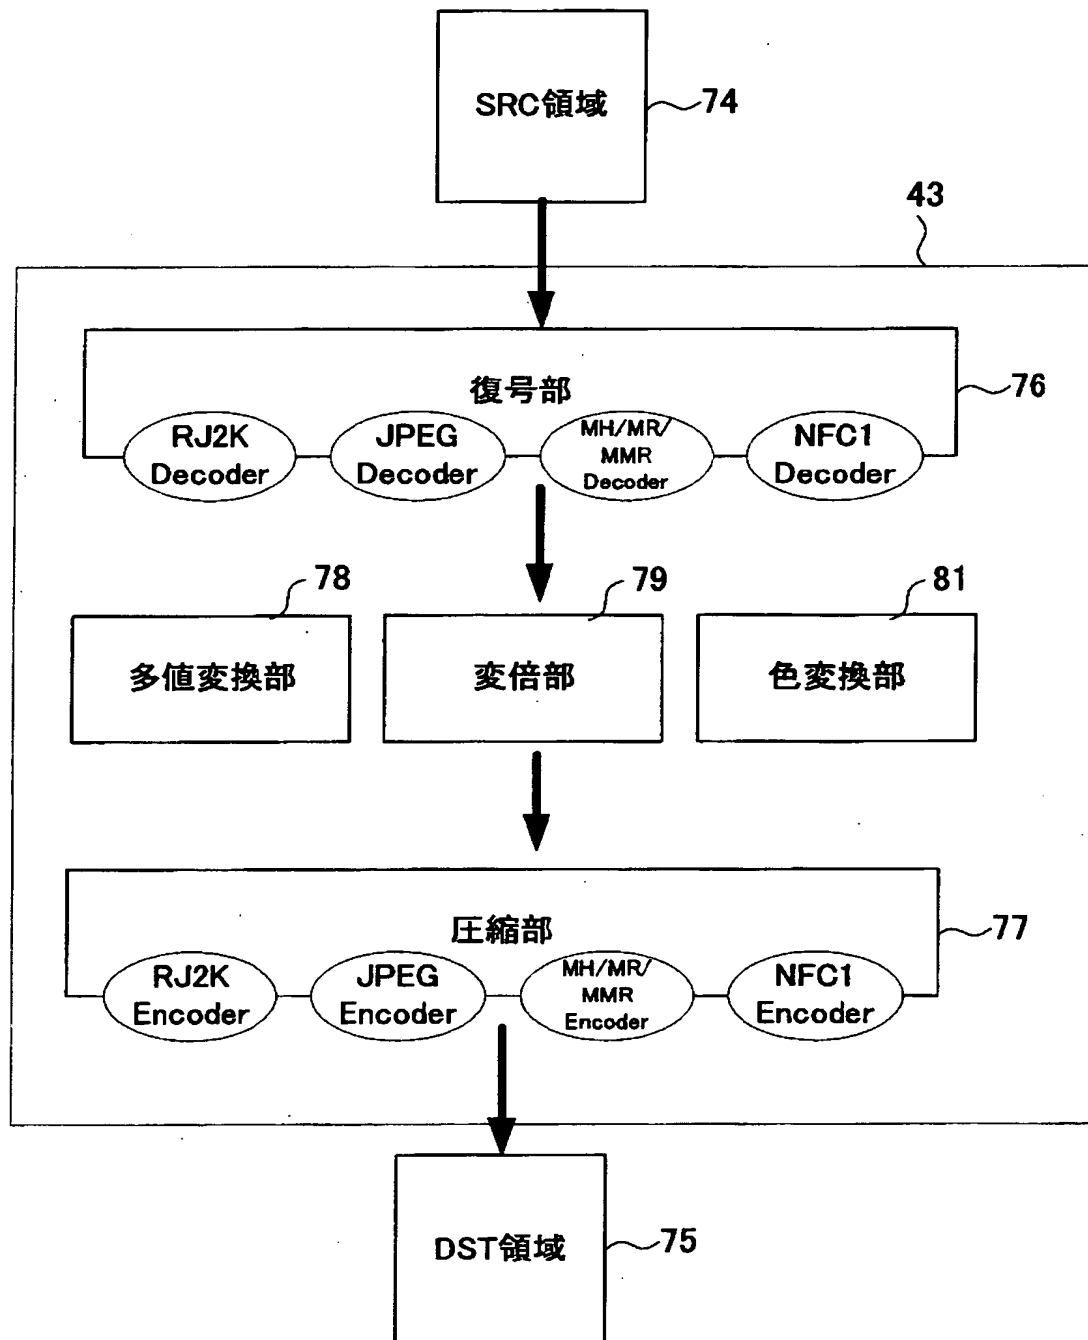 SRC領域
74
43
復号部
76
RJ2K
Decoder
JPEG
Decoder
MH/MR/
MMR
Decoder
NFC1
Decoder
78
79
81
多値変換部
変倍部
色変換部
圧縮部
77
RJ2K
Encoder
JPEG
Encoder
MH/MR/
MMR
Encoder
NFC1
Encoder
DST領域
75